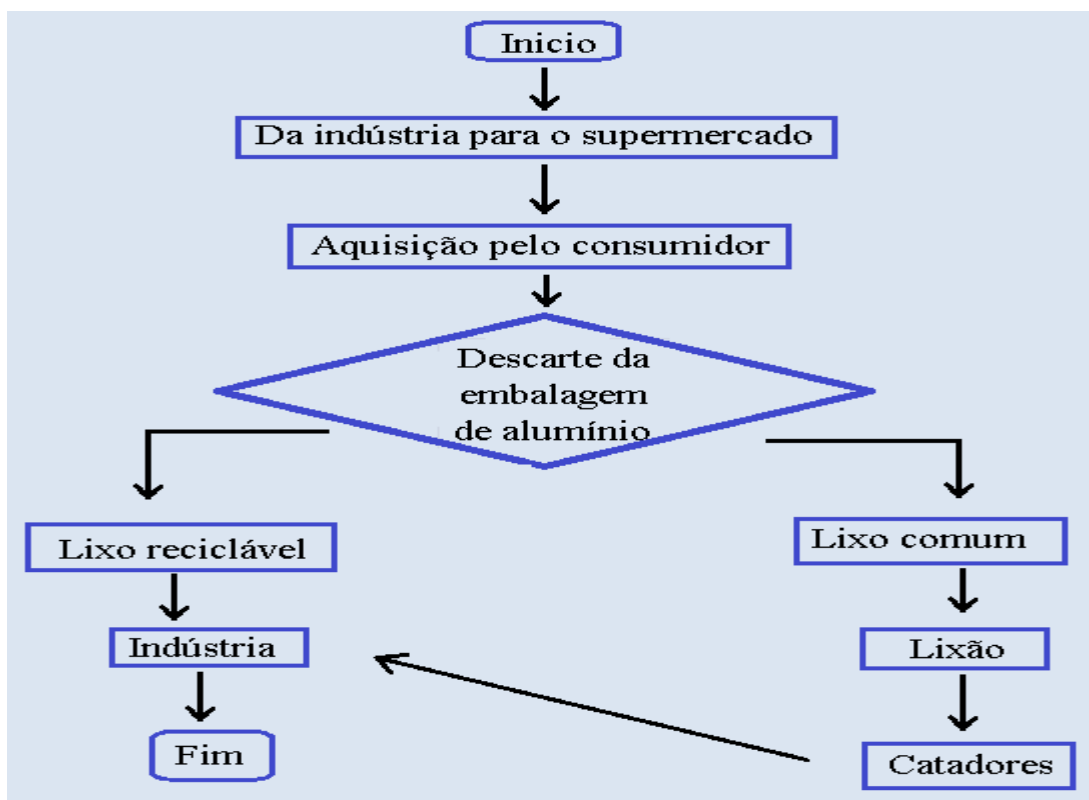 Inicio
Da indústria para o supermercado
Aquisição pelo consumidor
Descarte da
embalagem
de alumínio
Lixo reciclável
Indústria
Fim
Lixo comum
Lixão
Catadores